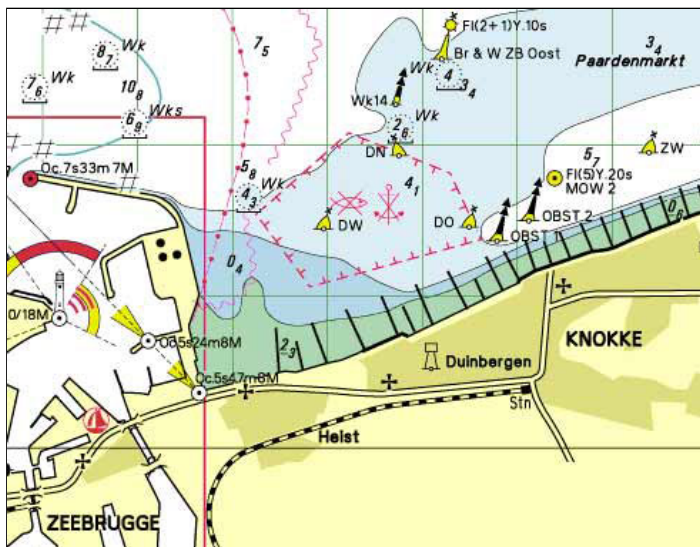 Fl(2+1)Y.10s
Br & W ZB Oost
7₅
3₄
Paardenmarkt
8₇ Wk
7₆ Wk
10₈
6₉ Wks
Wk
4
3₄
Wk14
Wk
2₆
DN
ZW
5₇
Oc.7s33m7M
5₈
Wk
4₃
4₁
Fl(5)Y.20s
MOW 2
DW
DO
OBST 2
OBST 1
0₆
0₄
0/18M
Oc5s24m8M
2₃
KNOKKE
Duinbergen
Oc.5s47m8M
Stn
Heist
ZEEBRUGGE